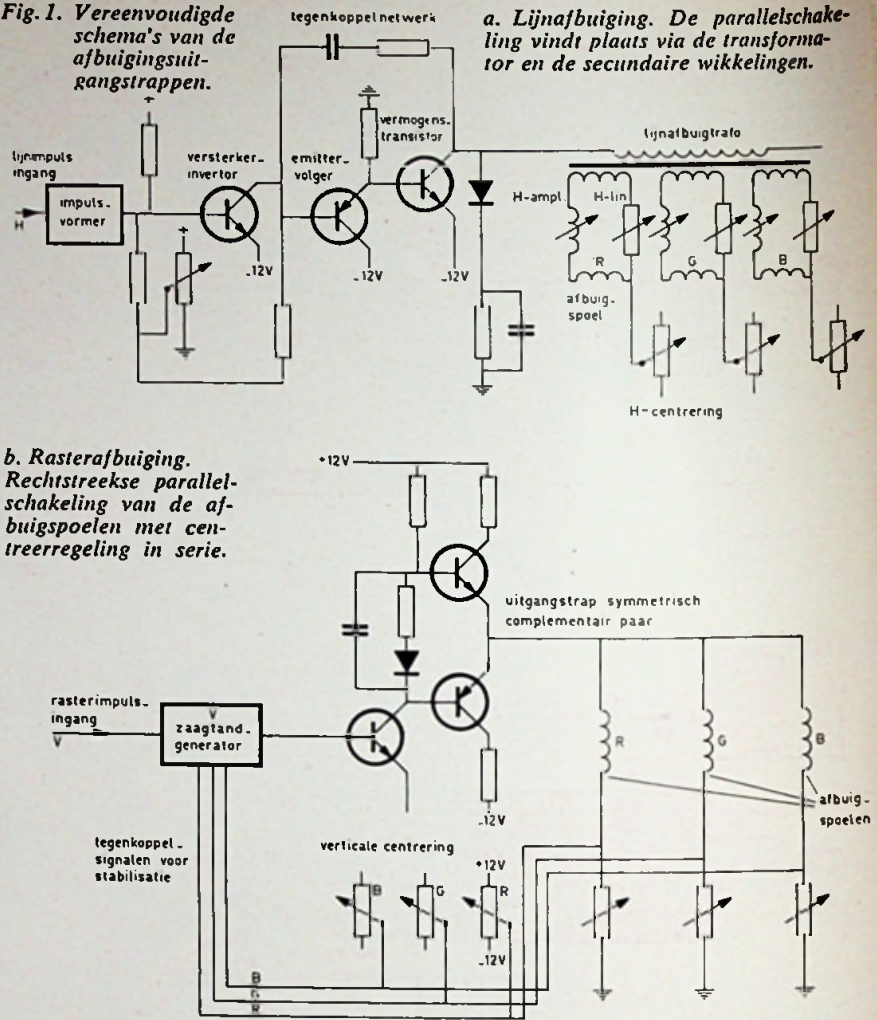 Fig. 1. Vereenvoudigde
schema's van de
afbuigingsuit-
gangstrappen.
tegenkoppelnetwerk
a. Lijnafbuiging. De parallelschake-
ling vindt plaats via de transforma-
tor en de secundaire wikkelingen.
+
lijnimpuls
ingang
H
impuls-
vormer
+
versterker-
invertor
emitter-
volger
vermogens-
transistor
-12V
-12V
-12V
lijnafbuigtrafo
H-ampl.
H-lin
R
G
B
afbuig-
spoel
H-centrering
b. Rasterafbuiging.
Rechtstreekse parallel-
schakeling van de af-
buigspoelen met cen-
treerregeling in serie.
+12V
uitgangstrap symmetrisch
complementair paar
rasterimpuls-
ingang
V
V
zaagtand-
generator
-12V
R
G
B
afbuig-
spoelen
tegenkoppel-
signalen voor
stabilisatie
verticale centrering
+12V
B
G
R
-12V
B
G
R